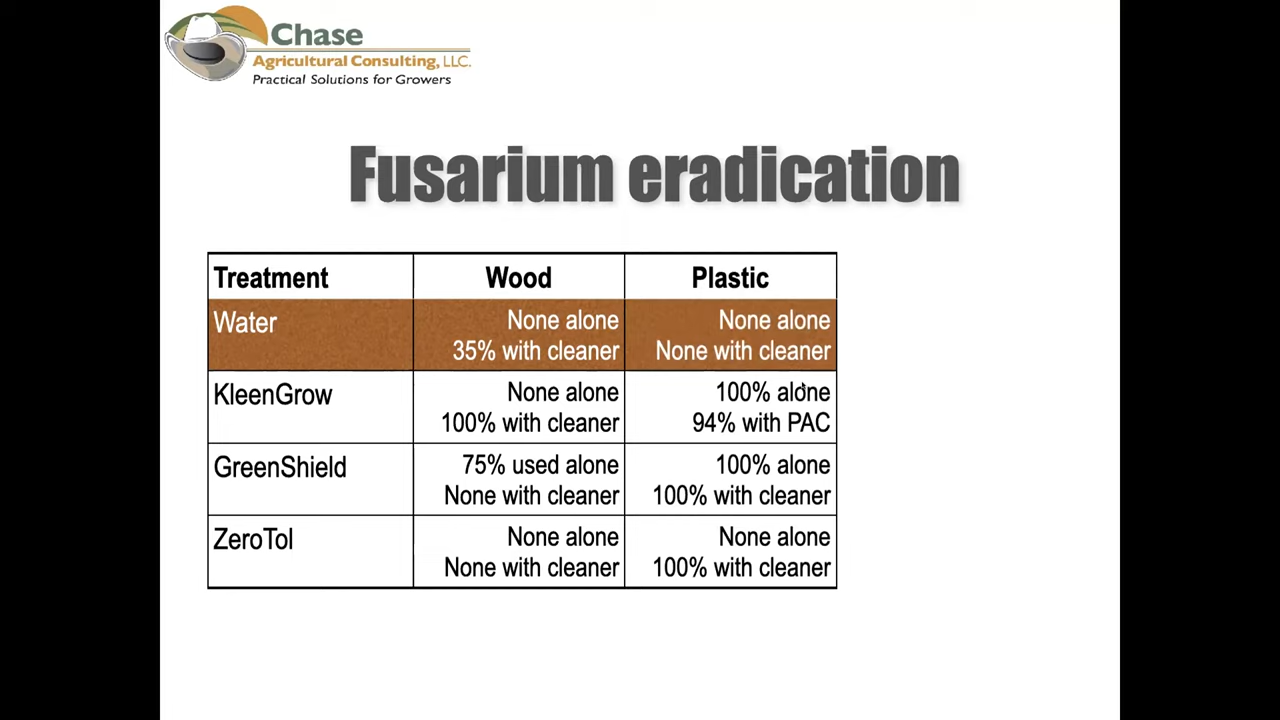 Chase
Agricultural Consulting, LLC.
Practical Solutions for Growers
Fusarium eradication
Treatment Wood Plastic
Water None alone None alone
35% with cleaner None with cleaner
KleenGrow None alone 100% alone
100% with cleaner 94% with PAC
GreenShield 75% used alone 100% alone
None with cleaner 100% with cleaner
ZeroTol None alone None alone
None with cleaner 100% with cleaner